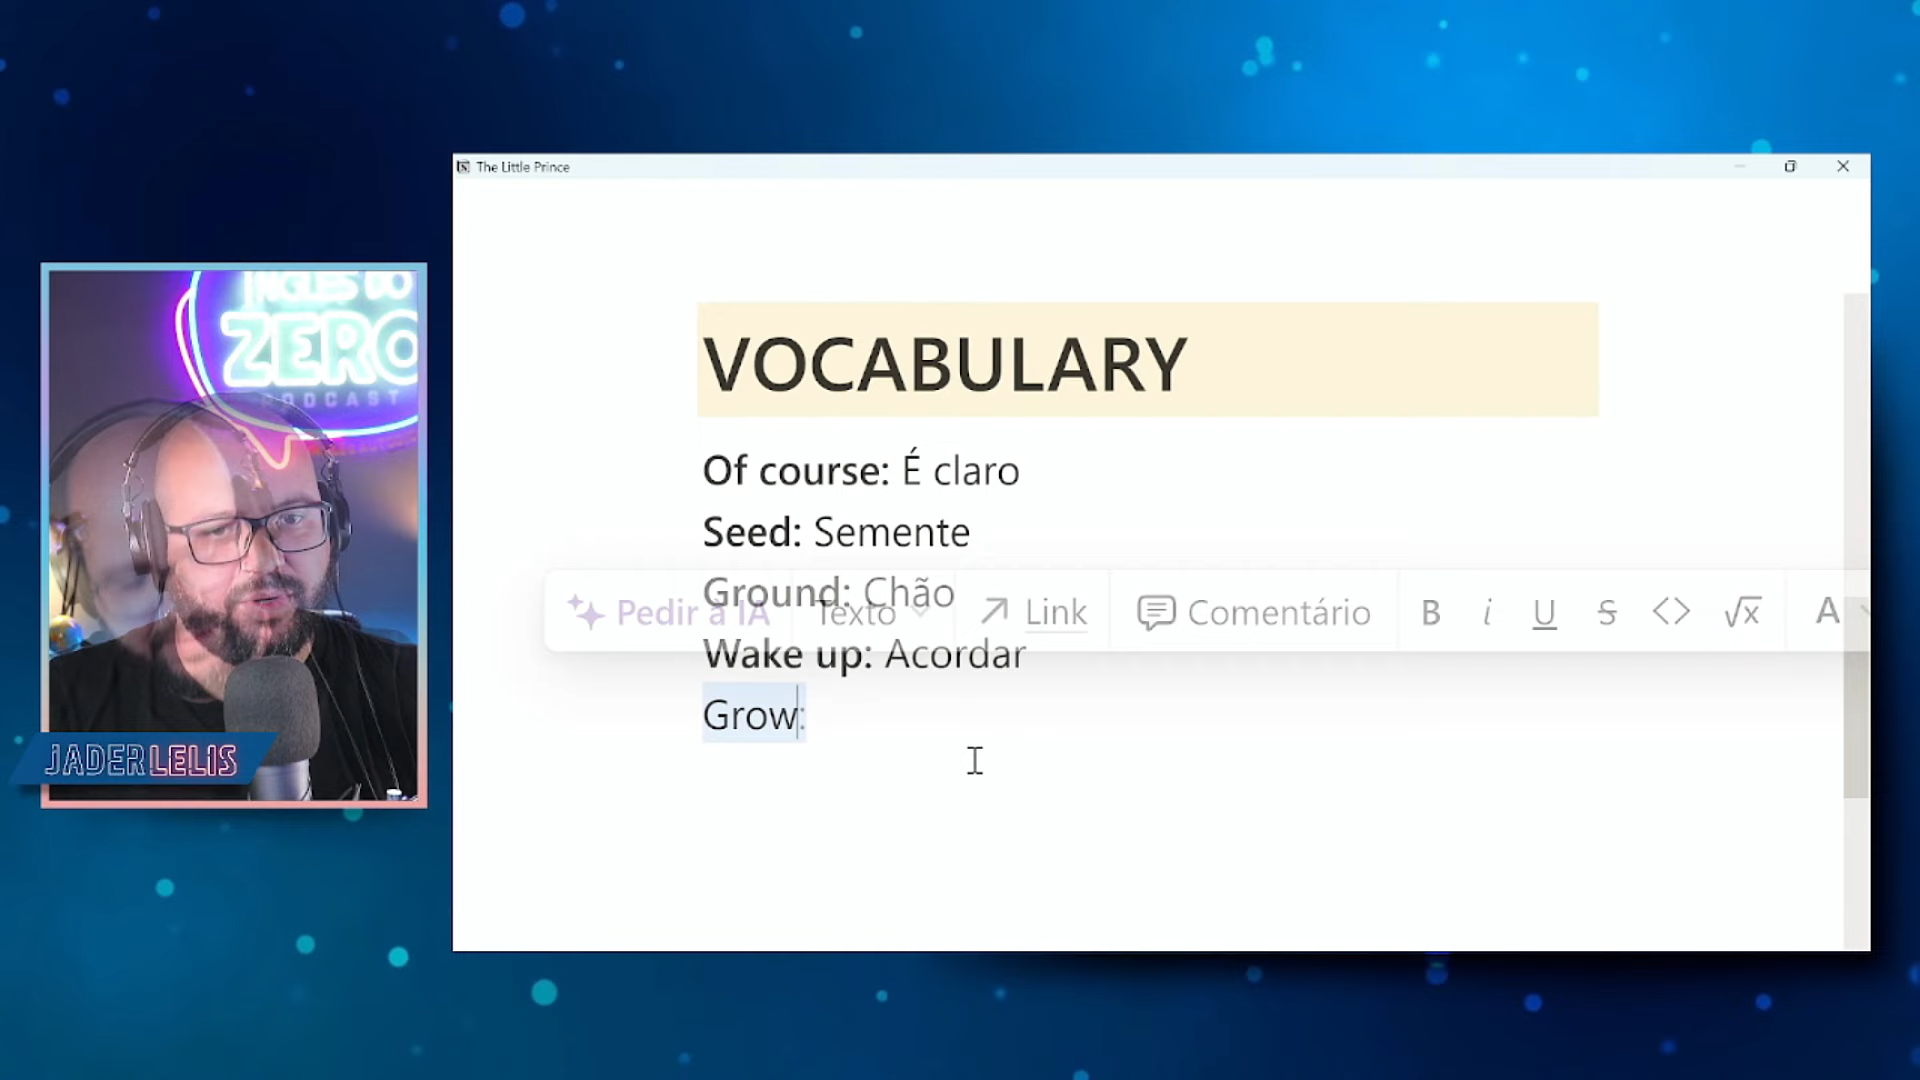 The Little Prince
ZERO
PODCAST
JADER LELIS
VOCABULARY
Of course: É claro
Seed: Semente
Ground: Chão
Pedir à IA Texto Link Comentário B i U S <> √x A
Wake up: Acordar
Grow: